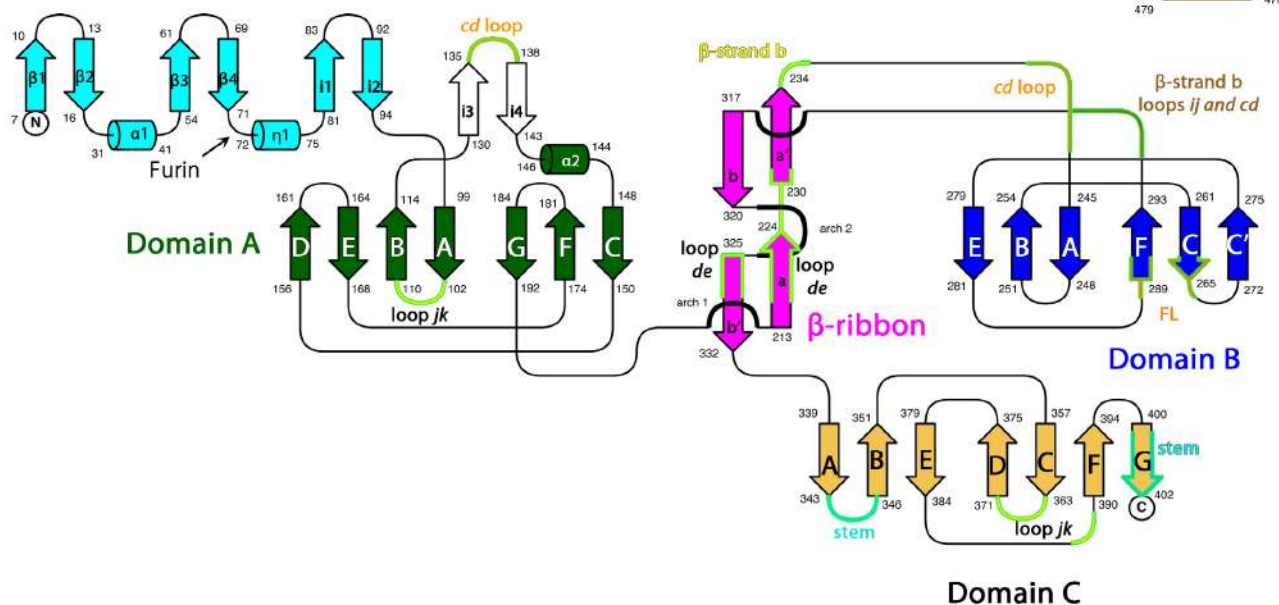 479
10
13
61
69
83
92
cd loop
135
138
β1
β2
β3
β4
i1
i2
i3
i4
7
N
16
α1
31
41
54
71
72
η1
75
81
94
130
143
146
α2
144
Furin
161
164
114
99
184
181
148
Domain A
D
E
B
A
G
F
C
156
168
110
102
192
174
150
loop jk
β-strand b
234
317
a'
b
230
320
224
arch 2
325
loop
de
loop
de
a
arch 1
b'
213
332
β-ribbon
cd loop
β-strand b
loops ij and cd
279
254
245
293
261
275
E
B
A
F
C
C'
281
251
248
289
265
272
FL
Domain B
339
351
379
375
357
394
400
stem
A
B
E
D
C
F
G
343
346
384
371
363
390
402
C
stem
loop jk
Domain C